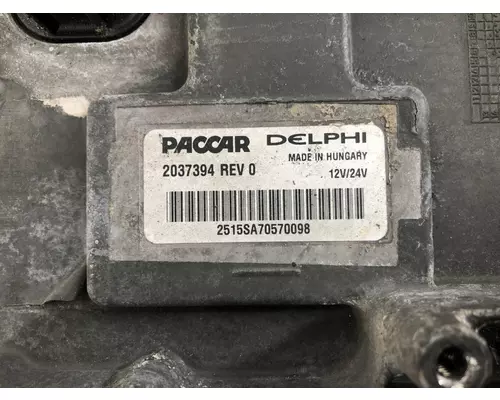 PACCAR DELPHI
MADE IN HUNGARY
2037394 REV 0 12V/24V
2515SA70570098